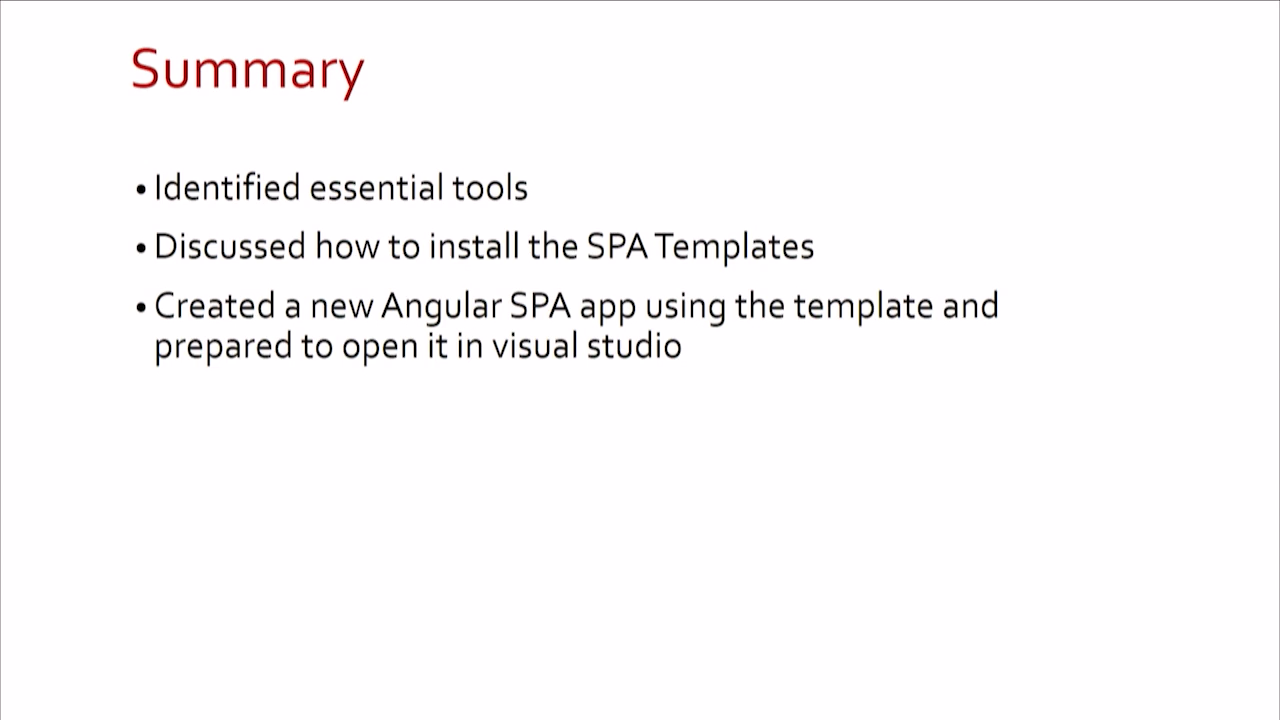 Summary
• Identified essential tools
• Discussed how to install the SPA Templates
• Created a new Angular SPA app using the template and
prepared to open it in visual studio